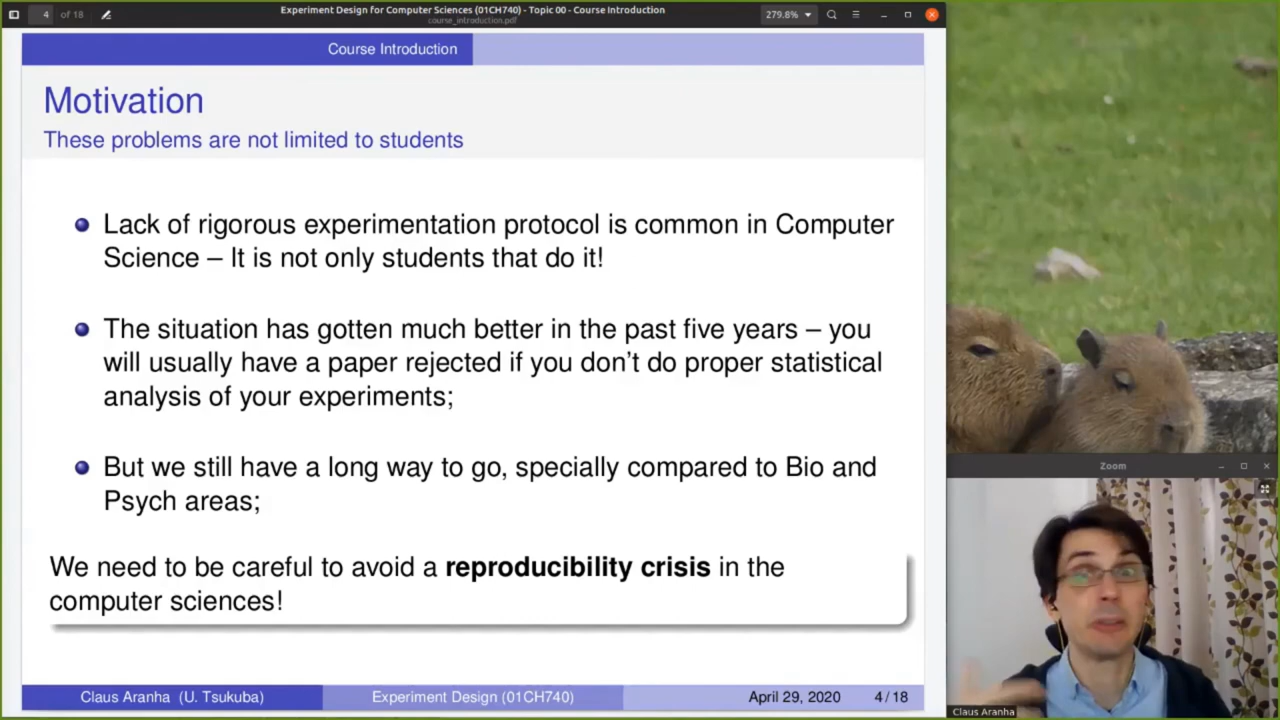 4 of 18
Experiment Design for Computer Sciences (01CH740) - Topic 00 - Course Introduction
course_introduction.pdf
279.8%
Course Introduction
Motivation
These problems are not limited to students
Lack of rigorous experimentation protocol is common in Computer
Science – It is not only students that do it!
The situation has gotten much better in the past five years – you
will usually have a paper rejected if you don't do proper statistical
analysis of your experiments;
But we still have a long way to go, specially compared to Bio and
Psych areas;
We need to be careful to avoid a reproducibility crisis in the
computer sciences!
Claus Aranha (U. Tsukuba) Experiment Design (01CH740) April 29, 2020 4/18
Zoom
Claus Aranha